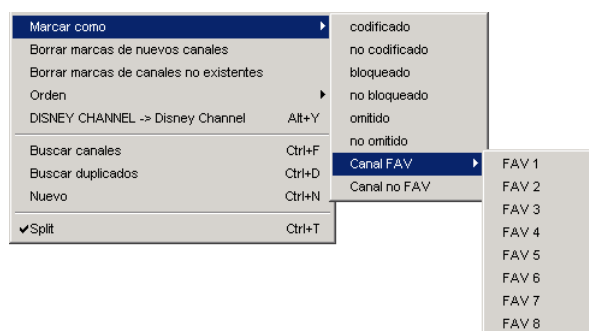 Marcar como
Borrar marcas de nuevos canales
Borrar marcas de canales no existentes
Orden
DISNEY CHANNEL -> Disney Channel Alt+Y
Buscar canales Ctrl+F
Buscar duplicados Ctrl+D
Nuevo Ctrl+N
Split Ctrl+T
codificado
no codificado
bloqueado
no bloqueado
omitido
no omitido
Canal FAV
Canal no FAV
FAV 1
FAV 2
FAV 3
FAV 4
FAV 5
FAV 6
FAV 7
FAV 8